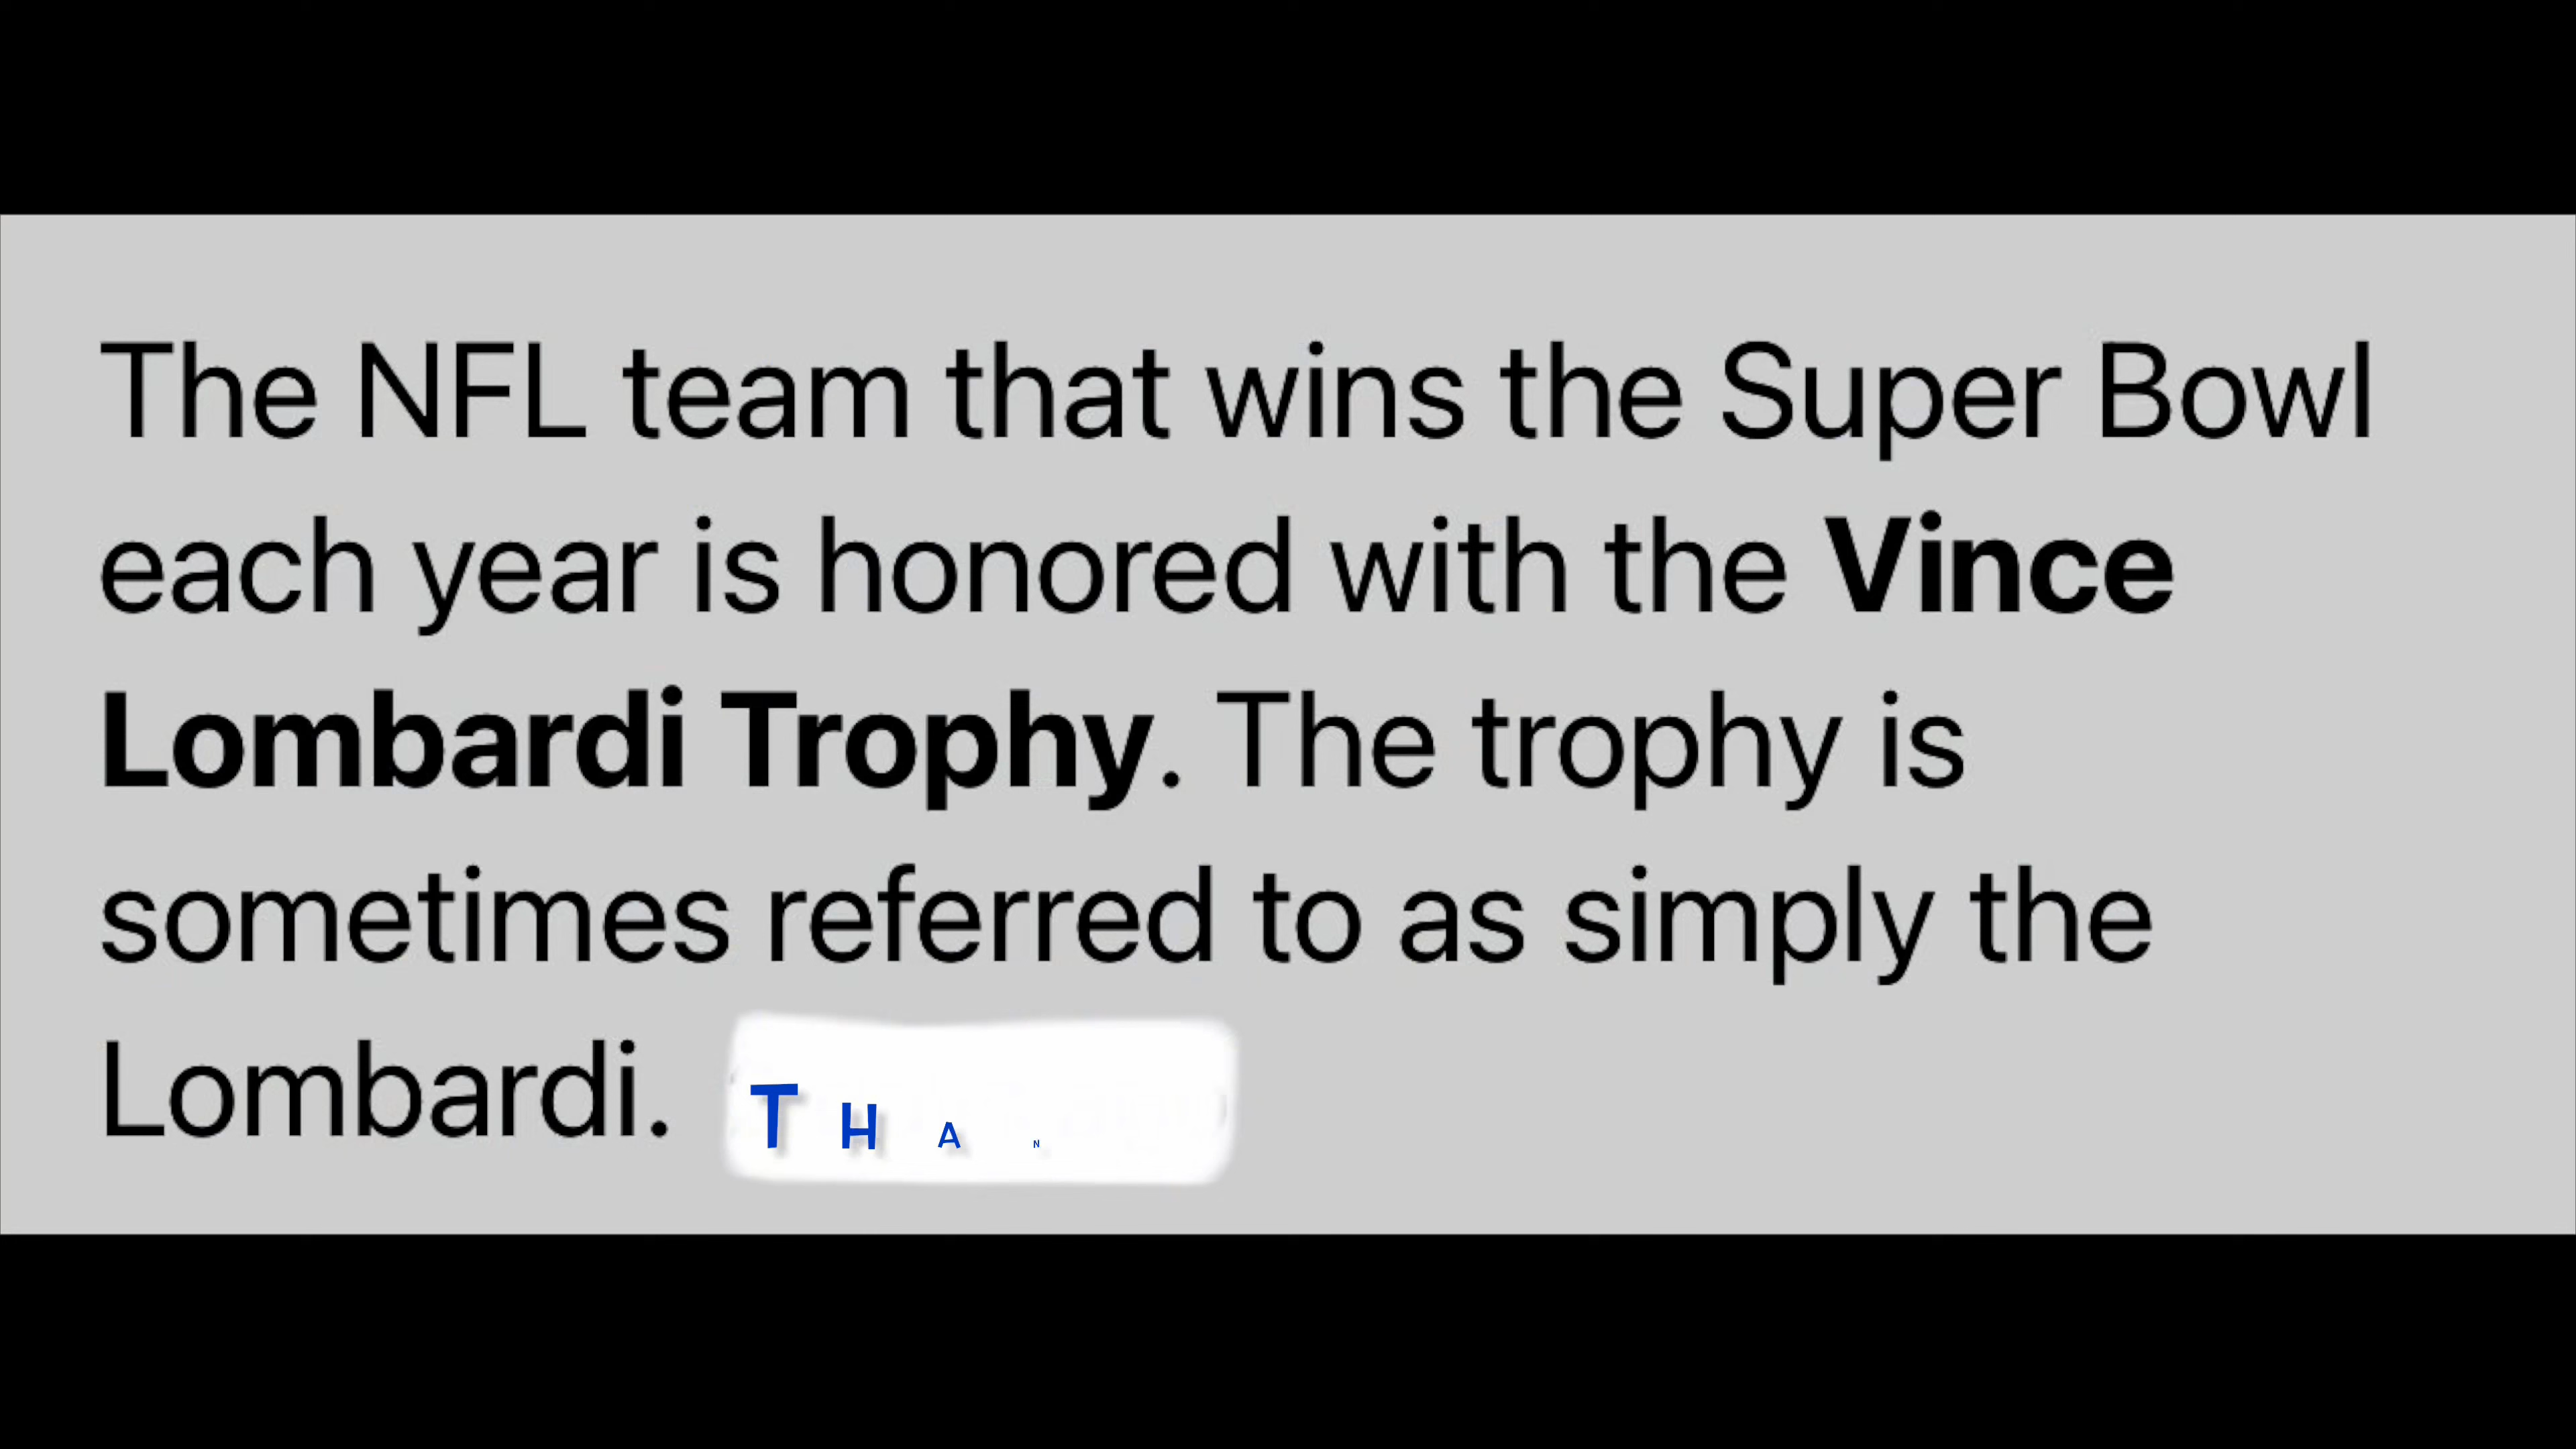 The NFL team that wins the Super Bowl
each year is honored with the Vince
Lombardi Trophy. The trophy is
sometimes referred to as simply the
Lombardi. T H A N